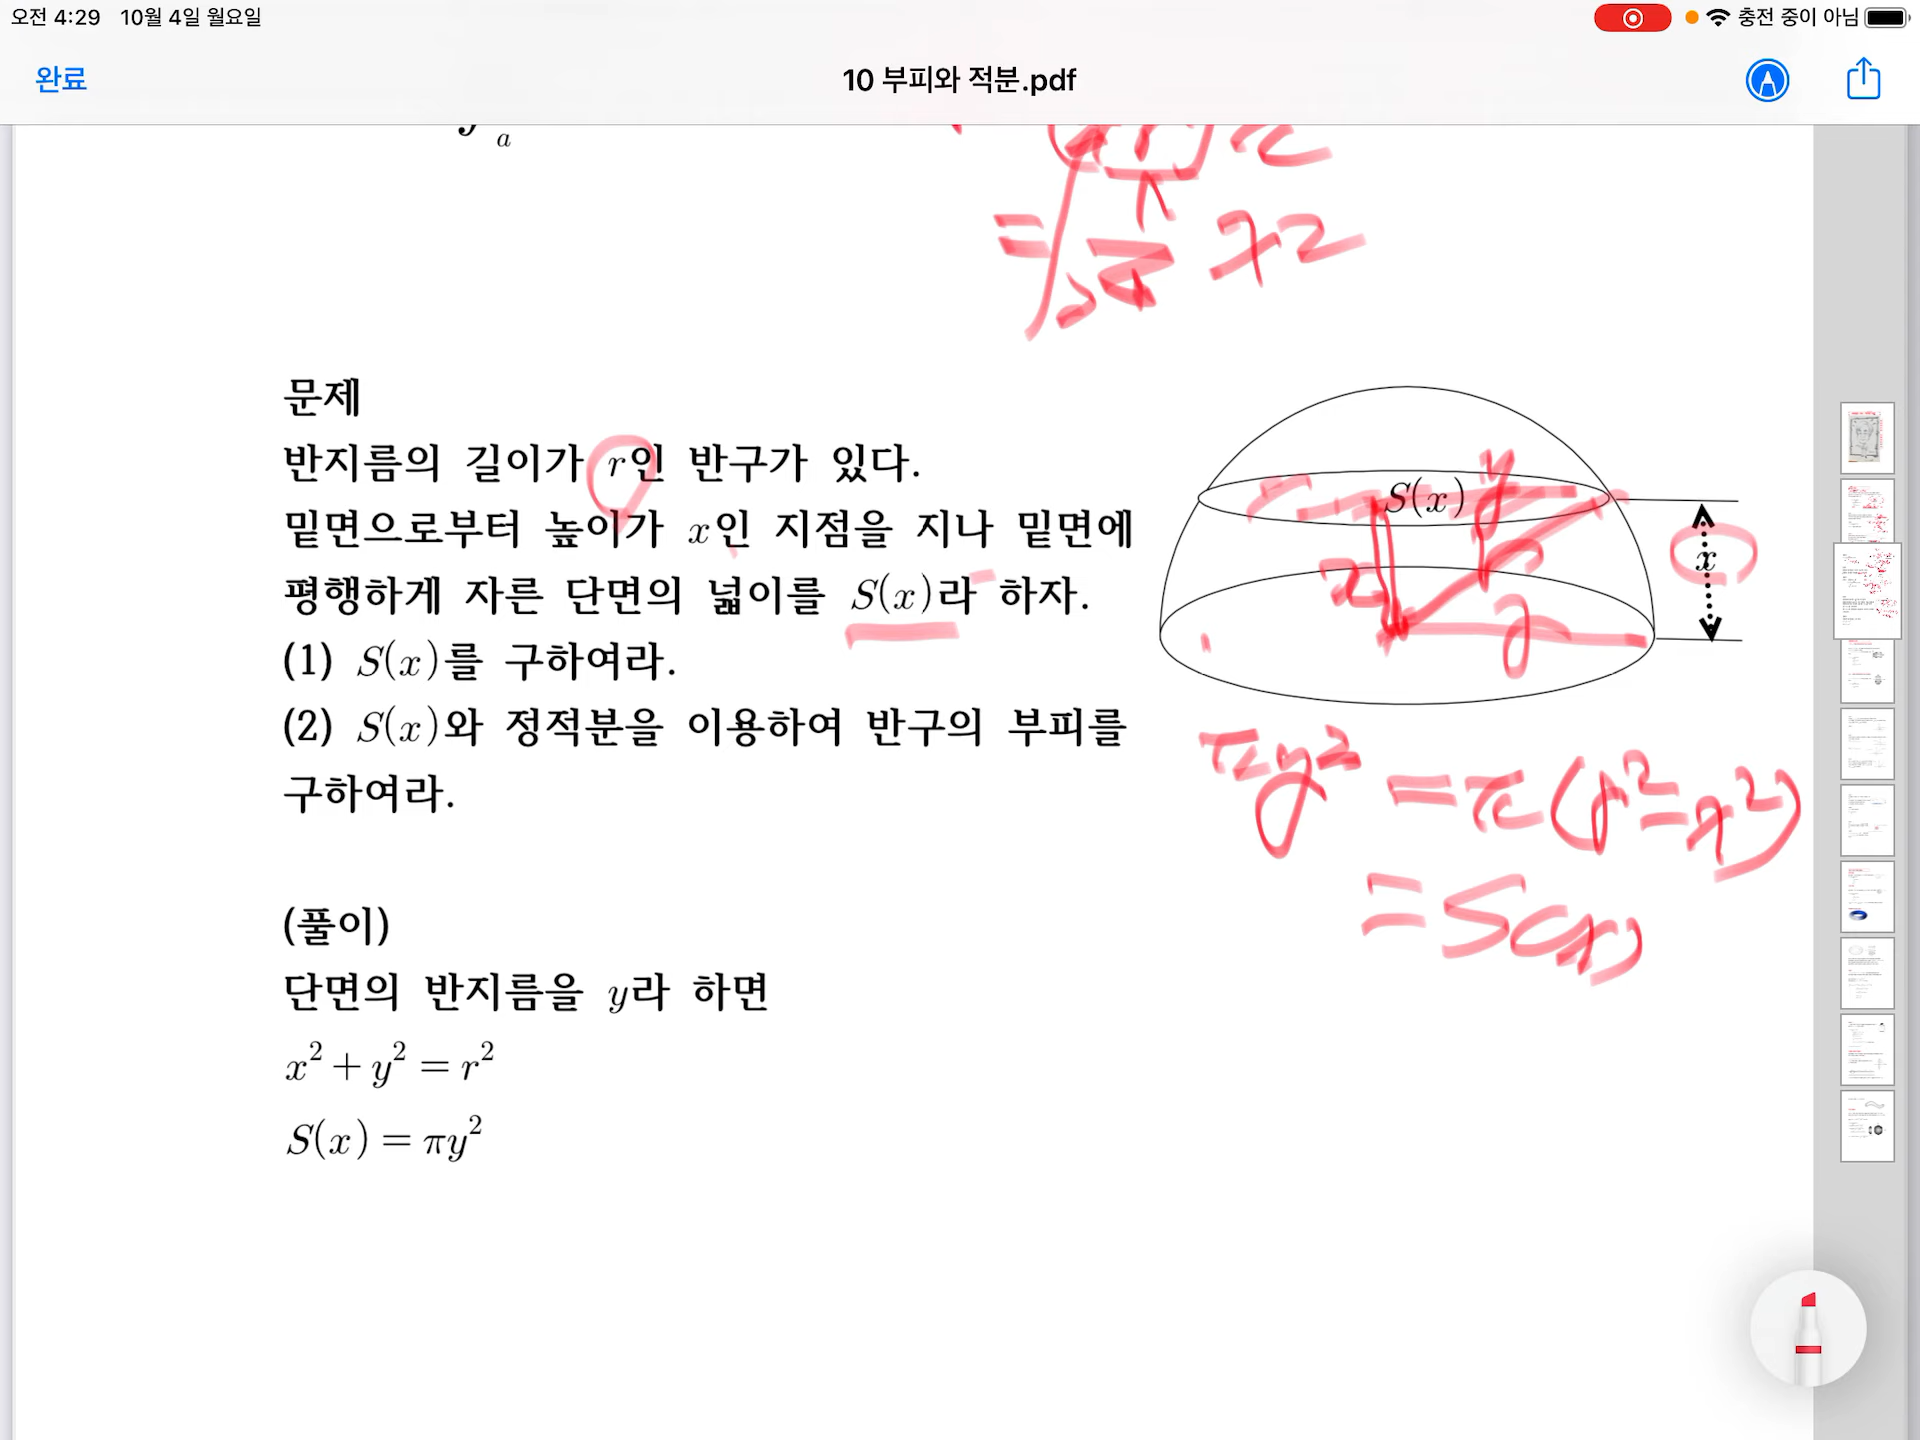 오전 4:29 10월 4일 월요일 충전 중이 아님
완료 10 부피와 적분.pdf
a
문제
반지름의 길이가 r인 반구가 있다.
밑면으로부터 높이가 x인 지점을 지나 밑면에
평행하게 자른 단면의 넓이를 S(x)라 하자.
(1) S(x)를 구하여라.
(2) S(x)와 정적분을 이용하여 반구의 부피를
구하여라.
S(x) y
x r
x
r
πy² = π(r²-x²)
= S(x)
(풀이)
단면의 반지름을 y라 하면
x² + y² = r²
S(x) = πy²